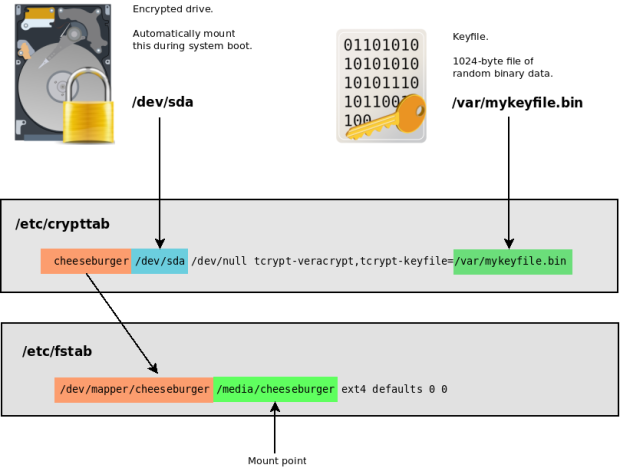 Encrypted drive.
Automatically mount
this during system boot.
/dev/sda
01101010
10101010
10101110
1011001
100
Keyfile.
1024-byte file of
random binary data.
/var/mykeyfile.bin
/etc/crypttab
cheeseburger /dev/sda /dev/null tcrypt-veracrypt,tcrypt-keyfile=/var/mykeyfile.bin
/etc/fstab
/dev/mapper/cheeseburger /media/cheeseburger ext4 defaults 0 0
Mount point